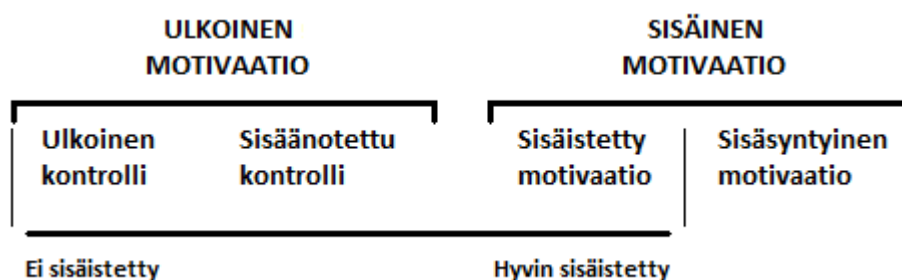 ULKOINEN
MOTIVAATIO
SISÄINEN
MOTIVAATIO
Ulkoinen
kontrolli
Sisäänotettu
kontrolli
Sisäistetty
motivaatio
Sisäsyntyinen
motivaatio
Ei sisäistetty
Hyvin sisäistetty